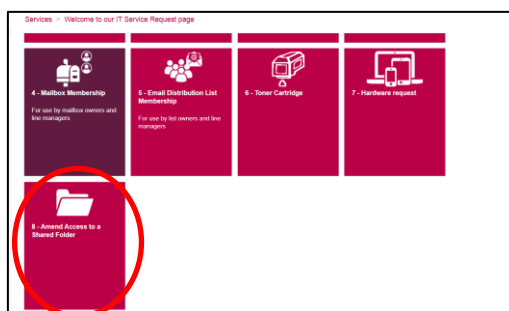 Services > Welcome to our IT Service Request page
4 - Mailbox Membership
For use by mailbox owners and
line managers
5 - Email Distribution List
Membership
For use by list owners and line
managers
6 - Toner Cartridge
7 - Hardware request
8 - Amend Access to a
Shared Folder